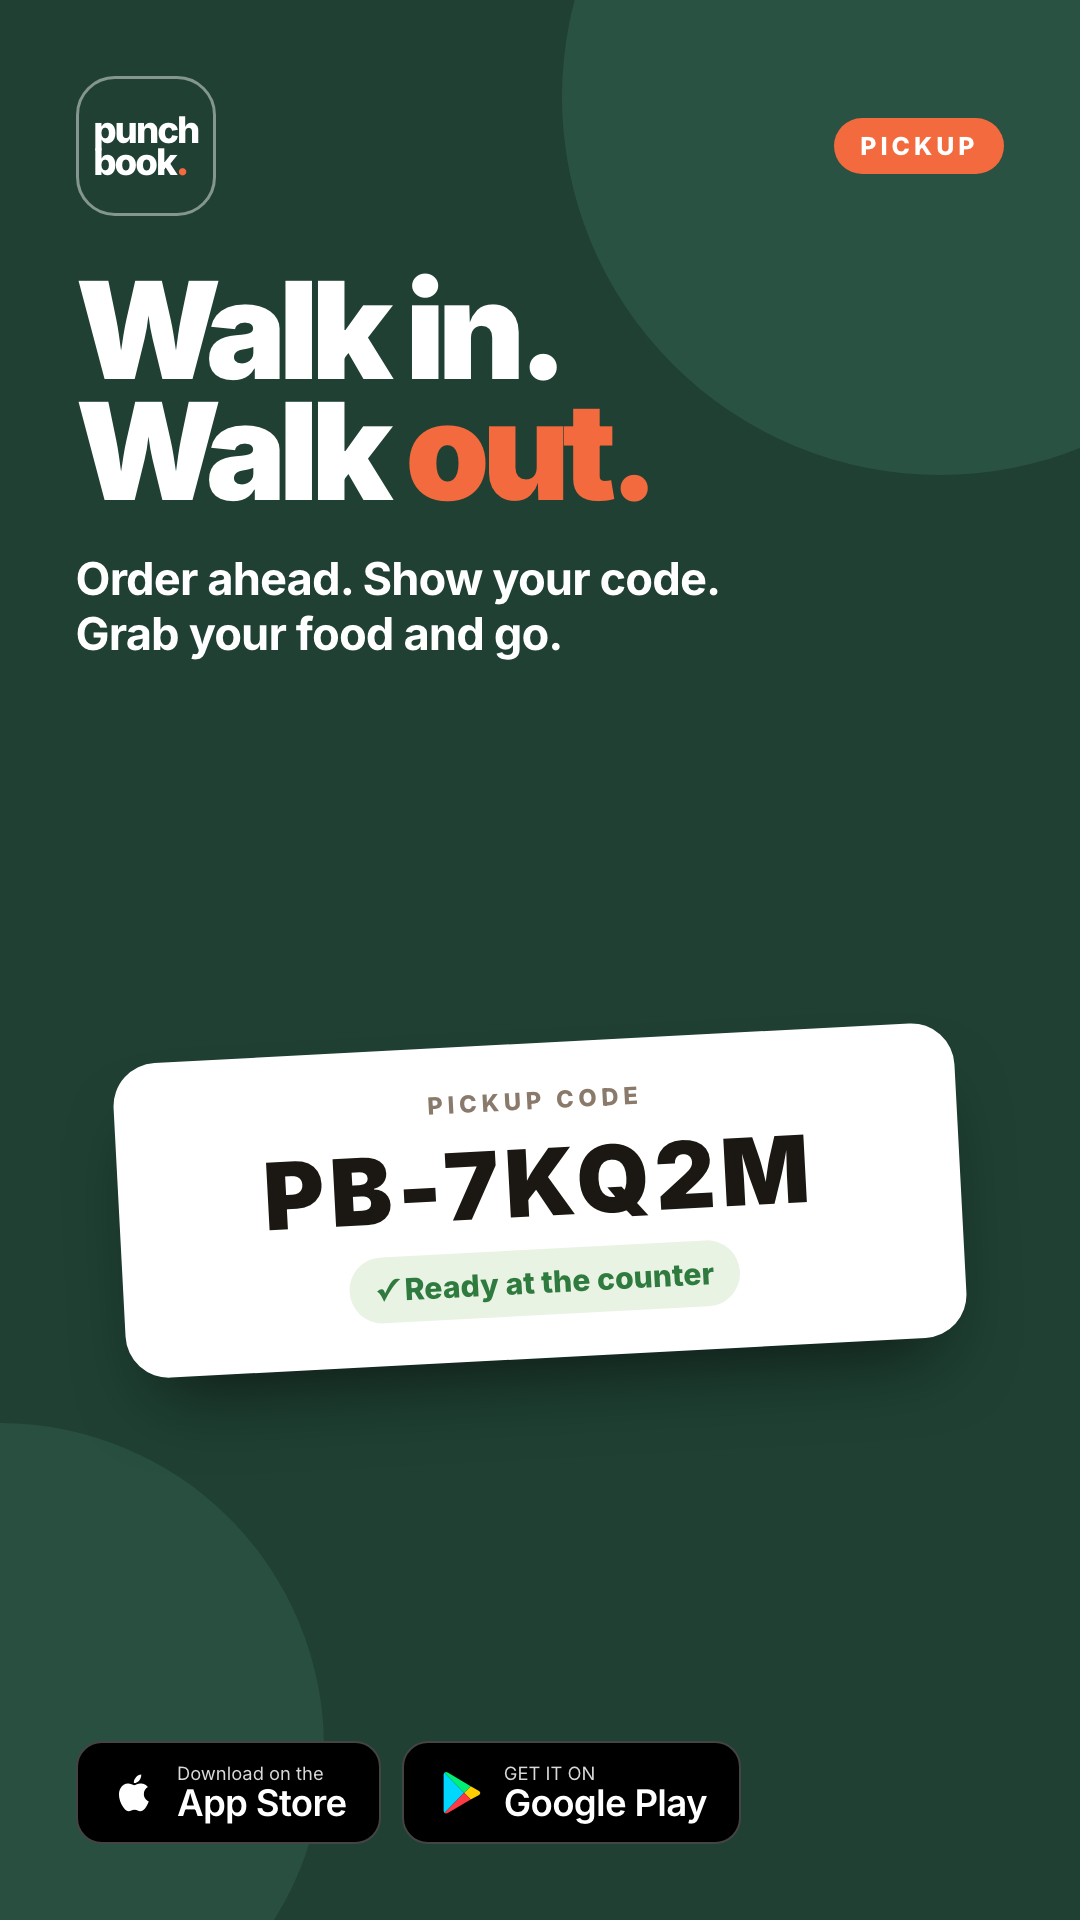 punch
book.
PICKUP
Walk in.
Walk out.
Order ahead. Show your code.
Grab your food and go.
PICKUP CODE
PB-7KQ2M
✓ Ready at the counter
Download on the
App Store
GET IT ON
Google Play